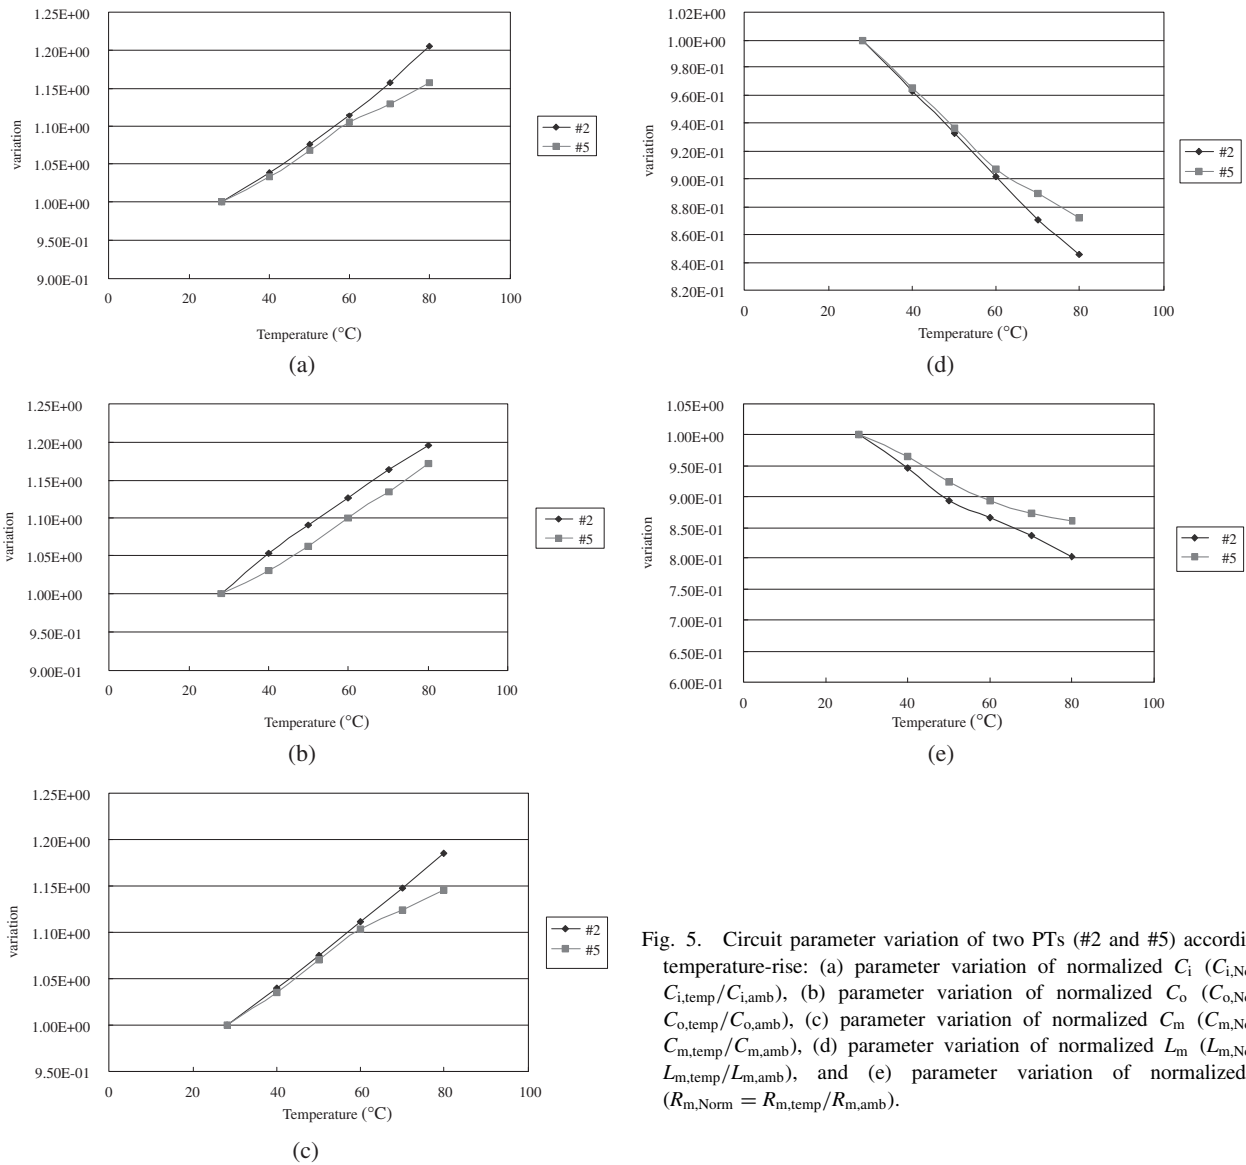 1.25E+00
1.20E+00
1.15E+00
1.10E+00
1.05E+00
1.00E+00
9.50E-01
9.00E-01
variation
0 20 40 60 80 100
Temperature (°C)
#2
#5
(a)
1.02E+00
1.00E+00
9.80E-01
9.60E-01
9.40E-01
9.20E-01
9.00E-01
8.80E-01
8.60E-01
8.40E-01
8.20E-01
variation
0 20 40 60 80 100
Temperature (°C)
#2
#5
(d)
1.25E+00
1.20E+00
1.15E+00
1.10E+00
1.05E+00
1.00E+00
9.50E-01
9.00E-01
variation
0 20 40 60 80 100
Temperature (°C)
#2
#5
(b)
1.05E+00
1.00E+00
9.50E-01
9.00E-01
8.50E-01
8.00E-01
7.50E-01
7.00E-01
6.50E-01
6.00E-01
variation
0 20 40 60 80 100
Temperature (°C)
#2
#5
(e)
1.25E+00
1.20E+00
1.15E+00
1.10E+00
1.05E+00
1.00E+00
9.50E-01
variation
0 20 40 60 80 100
Temperature (°C)
#2
#5
(c)
Fig. 5. Circuit parameter variation of two PTs (#2 and #5) accordi
temperature-rise: (a) parameter variation of normalized Ci (Ci,N
Ci,temp/Ci,amb), (b) parameter variation of normalized Co (Co,N
Co,temp/Co,amb), (c) parameter variation of normalized Cm (Cm,N
Cm,temp/Cm,amb), (d) parameter variation of normalized Lm (Lm,N
Lm,temp/Lm,amb), and (e) parameter variation of normalized
(Rm,Norm = Rm,temp/Rm,amb).